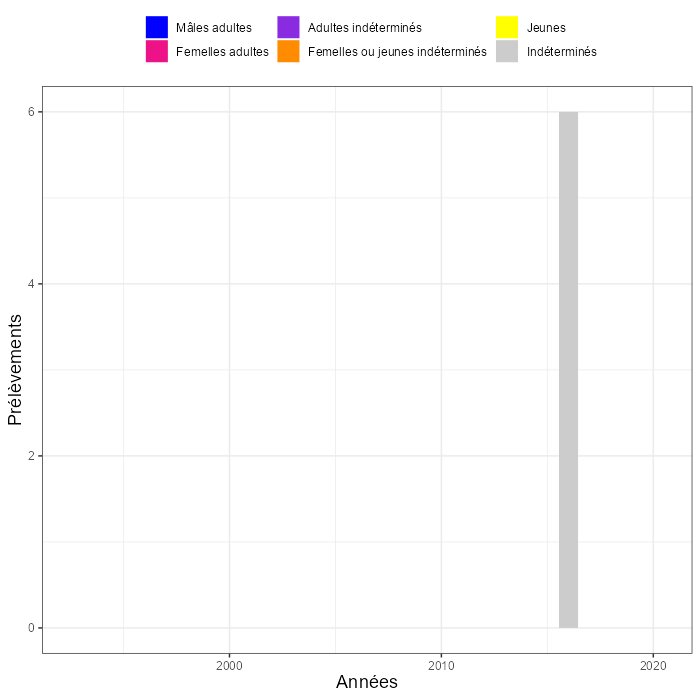 Mâles adultes
Adultes indéterminés
Jeunes
Femelles adultes
Femelles ou jeunes indéterminés
Indéterminés
6
4
2
0
Prélèvements
2000
2010
2020
Années